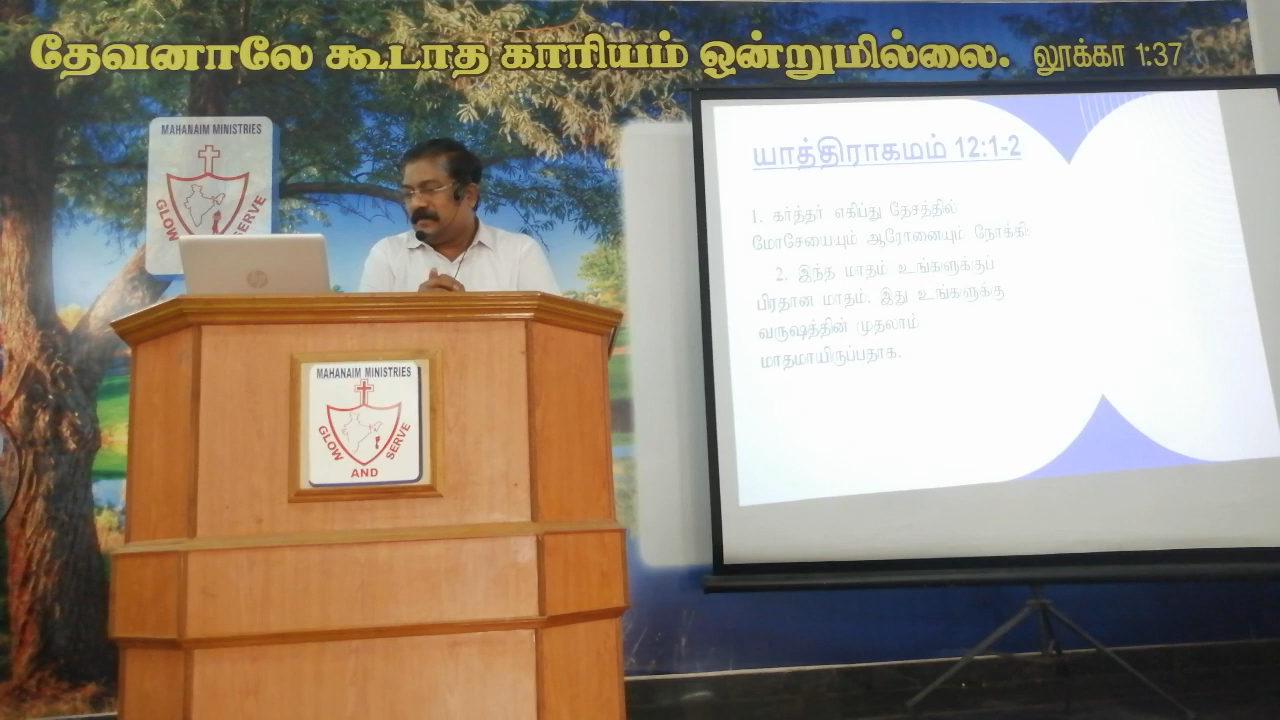 தேவனாலே கூடாத காரியம் ஒன்றுமில்லை. லூக்கா 1:37
MAHANAIM MINISTRIES
GLOW SERVE
யாத்திராகமம் 12:1-2
1. கர்த்தர் எகிப்து தேசத்தில்
மோசேயையும் ஆரோனையும் நோக்கி:
2. இந்த மாதம் உங்களுக்குப்
பிரதான மாதம். இது உங்களுக்கு
வருஷத்தின் முதலாம்
மாதமாயிருப்பதாக.
hp
MAHANAIM MINISTRIES
GLOW AND SERVE